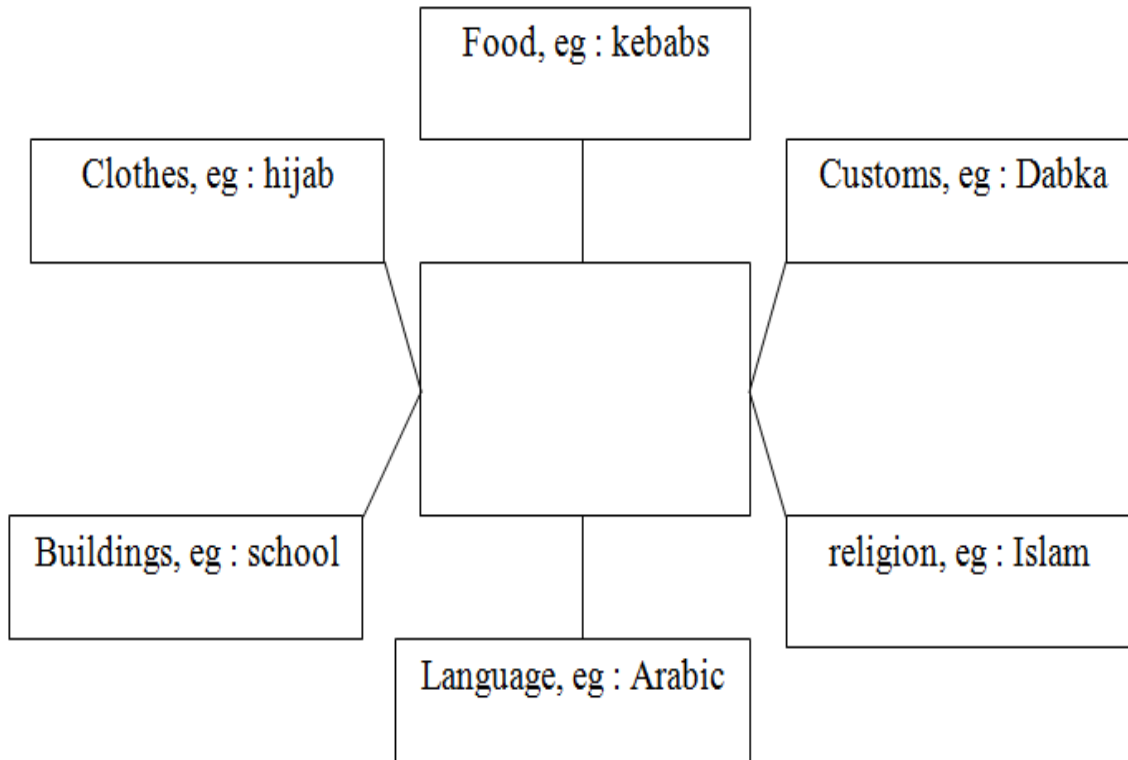 Food, eg : kebabs
Clothes, eg : hijab
Customs, eg : Dabka
Buildings, eg : school
religion, eg : Islam
Language, eg : Arabic